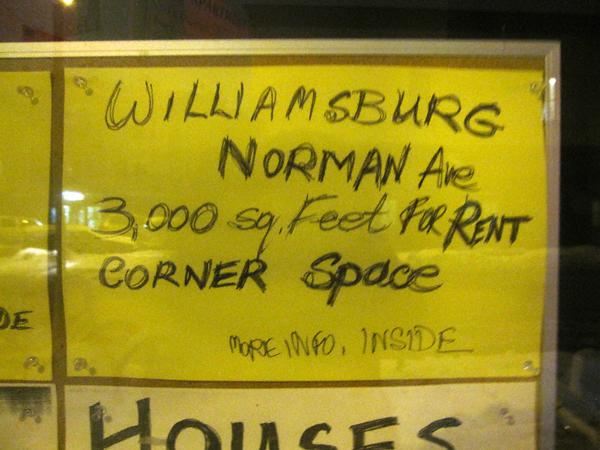 WILLIAMSBURG
NORMAN Ave
3,000 sq. Feet FOR RENT
CORNER Space
MORE INFO. INSIDE
DE
HOUSES